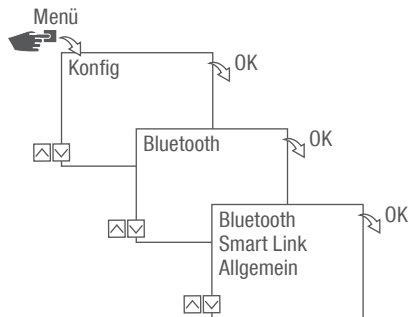 Menü
Konfig
OK
Bluetooth
OK
Bluetooth
Smart Link
Allgemein
OK